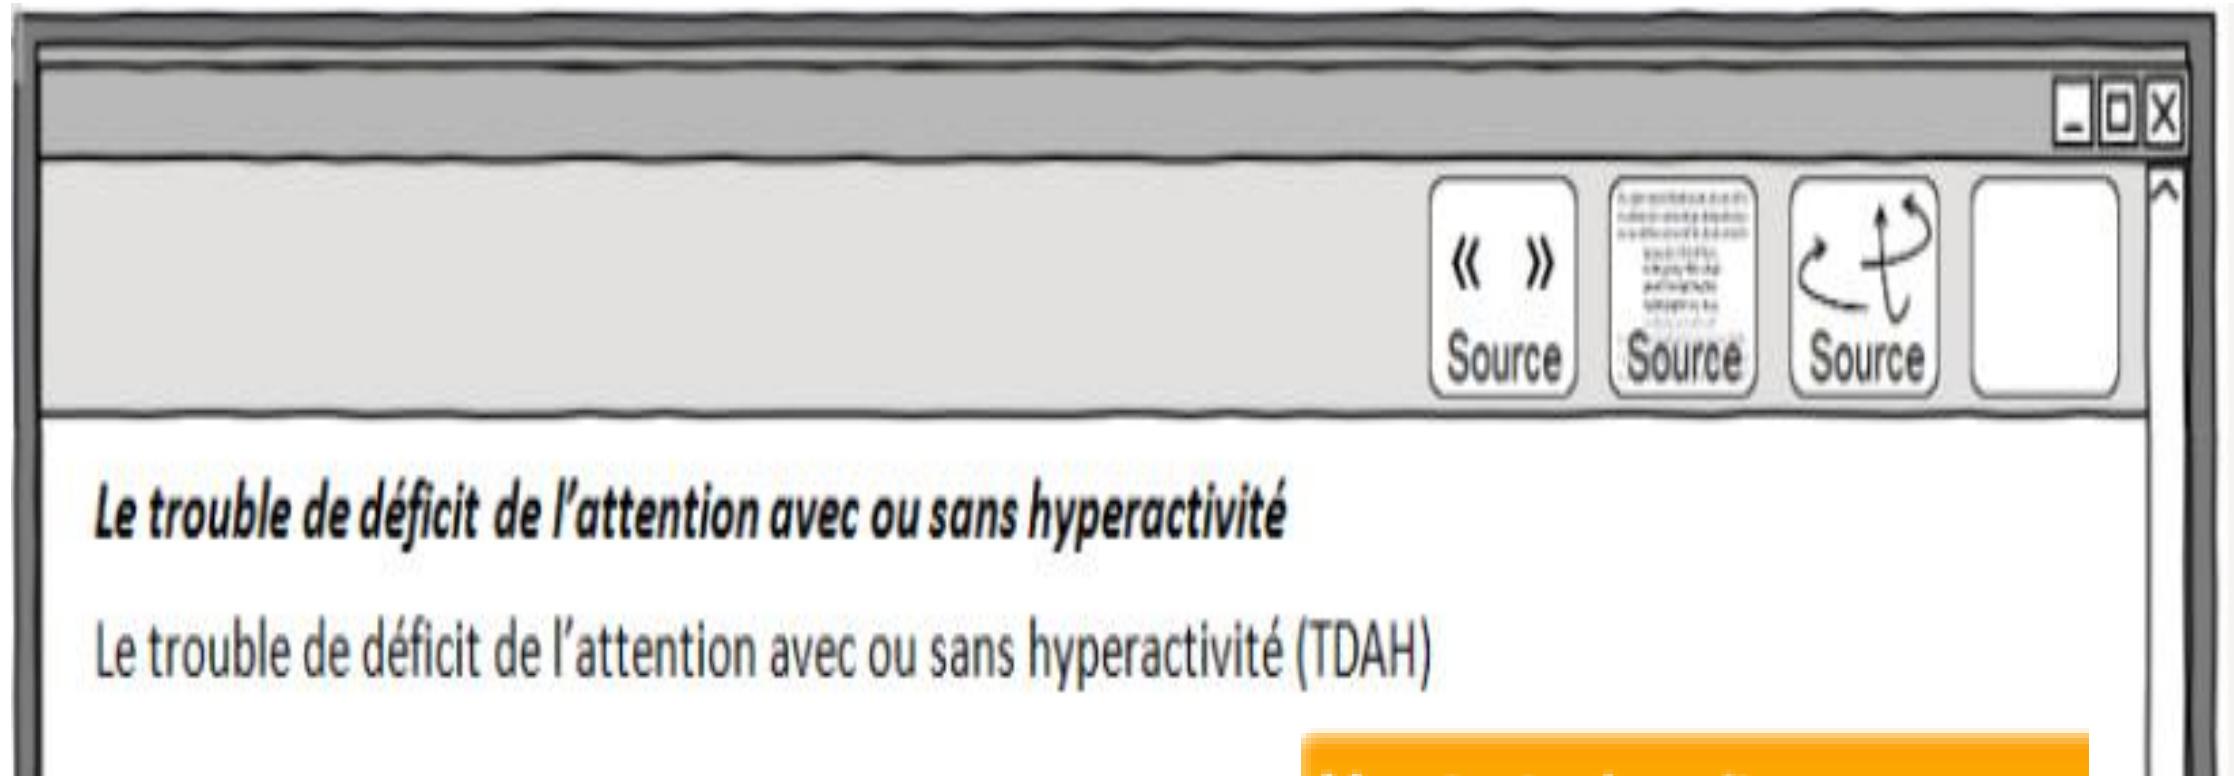 « »
Source Source Source
Le trouble de déficit de l'attention avec ou sans hyperactivité
Le trouble de déficit de l'attention avec ou sans hyperactivité (TDAH)